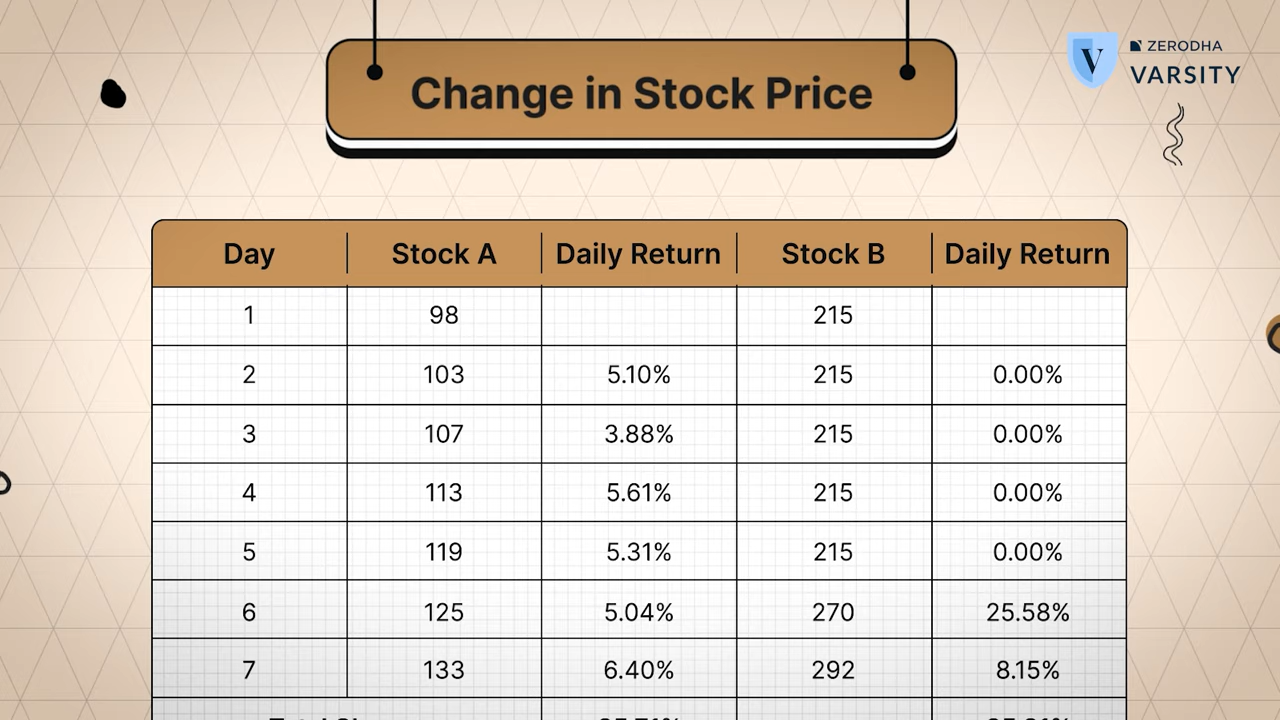 Change in Stock Price
ZERODHA
VARSITY
Day Stock A Daily Return Stock B Daily Return
1 98 215
2 103 5.10% 215 0.00%
3 107 3.88% 215 0.00%
4 113 5.61% 215 0.00%
5 119 5.31% 215 0.00%
6 125 5.04% 270 25.58%
7 133 6.40% 292 8.15%